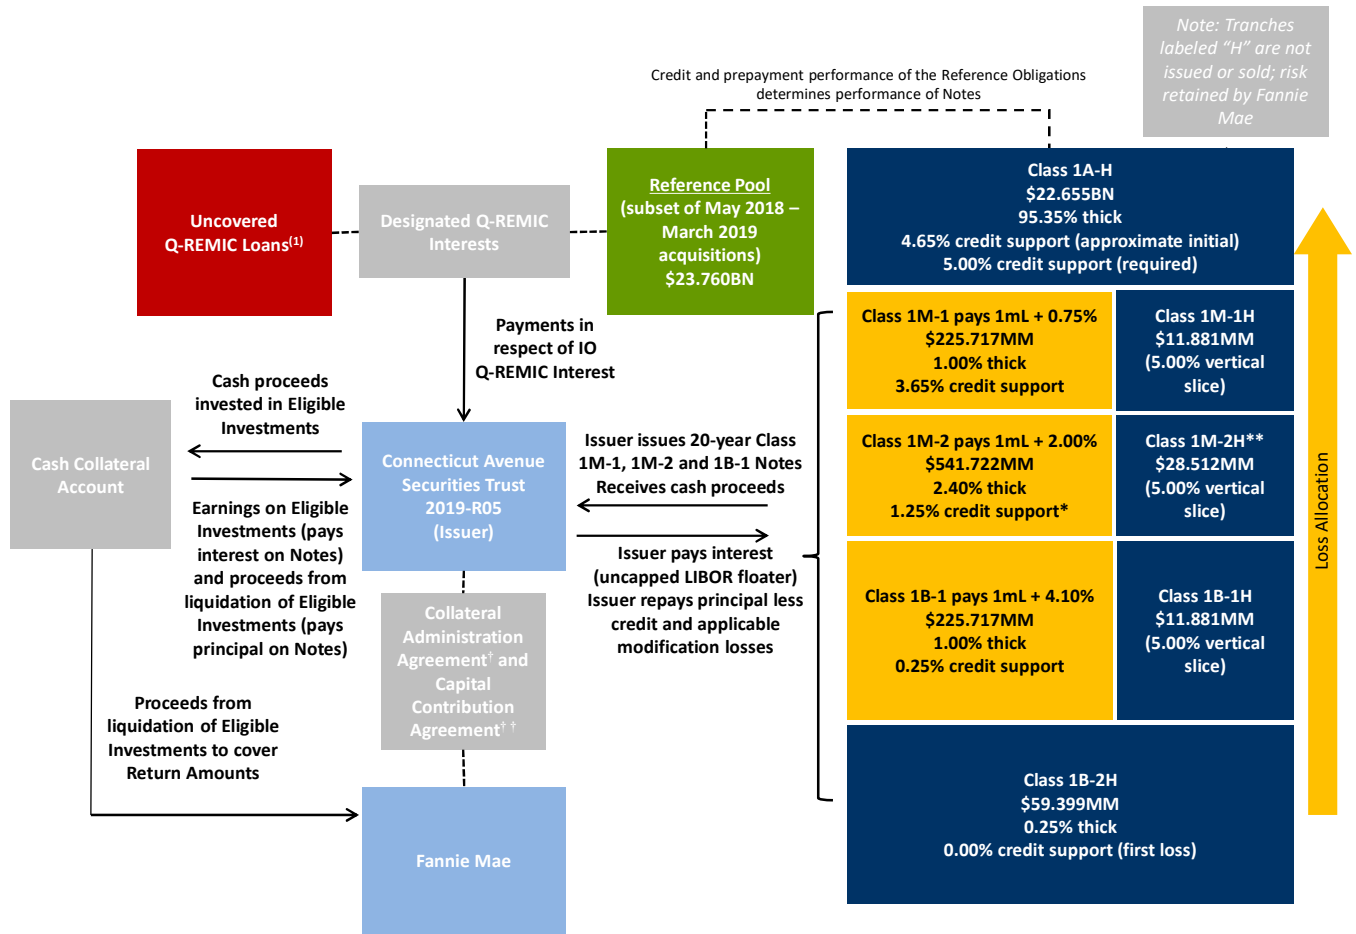 Note: Tranches
labeled “H” are not
issued or sold; risk
retained by Fannie
Mae
Credit and prepayment performance of the Reference Obligations
determines performance of Notes
Uncovered
Q-REMIC Loans(1)
Designated Q-REMIC
Interests
Reference Pool
(subset of May 2018 –
March 2019
acquisitions)
$23.760BN
Class 1A-H
$22.655BN
95.35% thick
4.65% credit support (approximate initial)
5.00% credit support (required)
Payments in
respect of IO
Q-REMIC Interest
Class 1M-1 pays 1mL + 0.75%
$225.717MM
1.00% thick
3.65% credit support
Class 1M-1H
$11.881MM
(5.00% vertical
slice)
Cash proceeds
invested in Eligible
Investments
Cash Collateral
Account
Connecticut Avenue
Securities Trust
2019-R05
(Issuer)
Issuer issues 20-year Class
1M-1, 1M-2 and 1B-1 Notes
Receives cash proceeds
Class 1M-2 pays 1mL + 2.00%
$541.722MM
2.40% thick
1.25% credit support*
Class 1M-2H**
$28.512MM
(5.00% vertical
slice)
Earnings on Eligible
Investments (pays
interest on Notes)
and proceeds from
liquidation of Eligible
Investments (pays
principal on Notes)
Issuer pays interest
(uncapped LIBOR floater)
Issuer repays principal less
credit and applicable
modification losses
Class 1B-1 pays 1mL + 4.10%
$225.717MM
1.00% thick
0.25% credit support
Class 1B-1H
$11.881MM
(5.00% vertical
slice)
Loss Allocation
Collateral
Administration
Agreement† and
Capital
Contribution
Agreement† †
Proceeds from
liquidation of Eligible
Investments to cover
Return Amounts
Fannie Mae
Class 1B-2H
$59.399MM
0.25% thick
0.00% credit support (first loss)